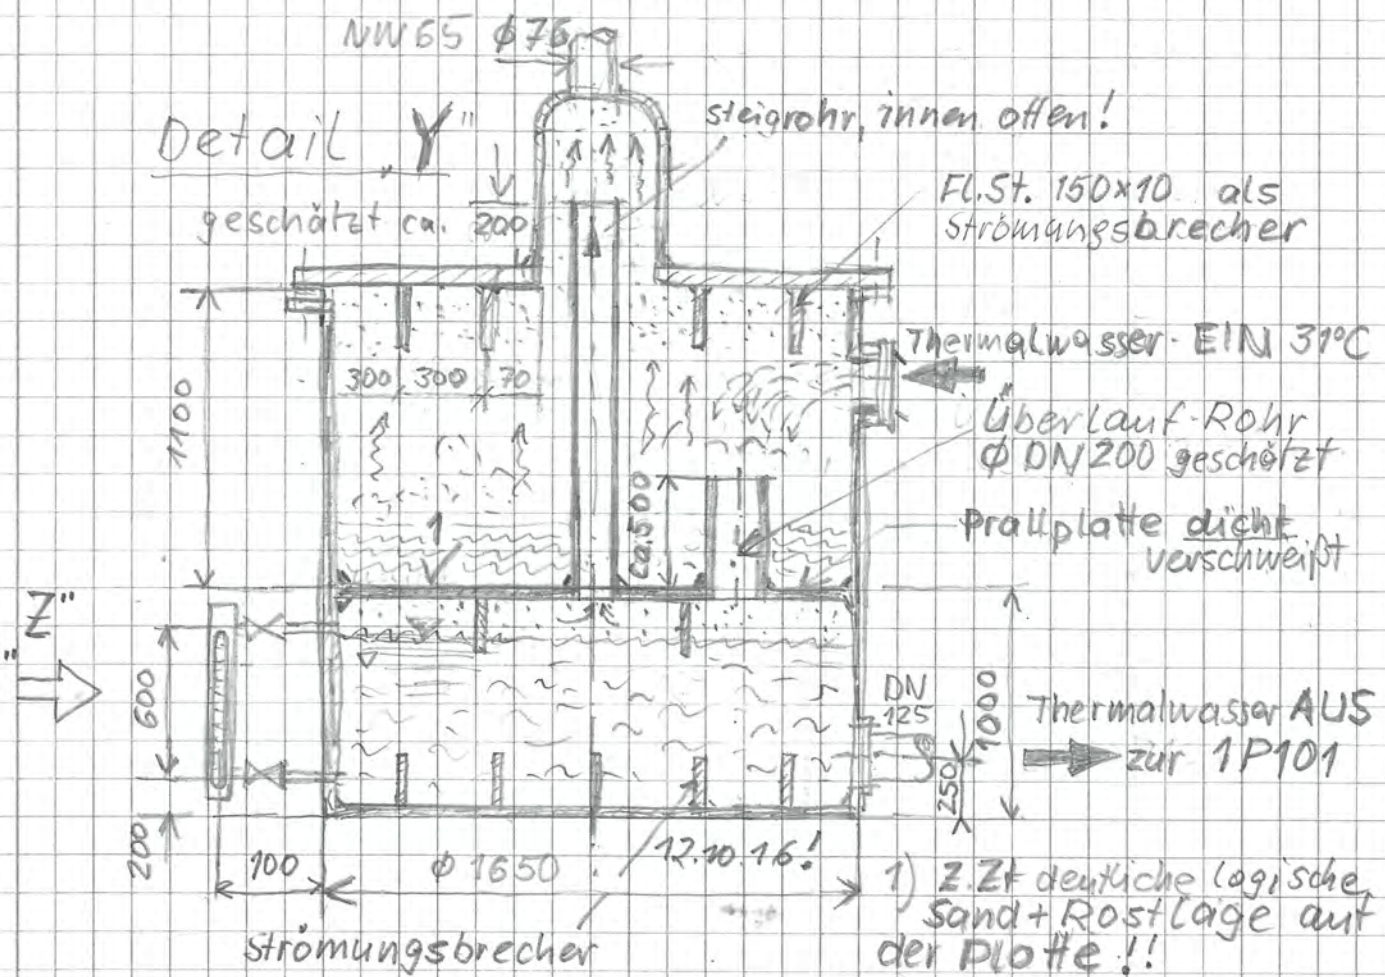 NW65 ϕ76
Detail „Y"
steigrohr, innen offen!
geschätzt ca. 200
Fl.St. 150x10 als
Strömungsbrecher
Thermalwasser- EIN 31°C
300 300 70
1100
Überlauf-Rohr
ϕ DN200 geschätzt
ca.500
Prallplatte dicht
verschweißt
1
„Z"
600
DN
125
1000
Thermalwasser AUS
zur 1P101
250
200
100
ϕ 1650
12.10.16!
1) Z.Zt deutliche logische
Sand+Rostlage auf
der Platte!!
strömungsbrecher